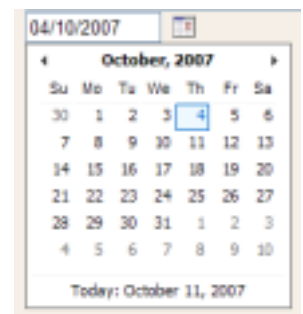 04/10/2007
October, 2007
Su Mo Tu We Th Fr Sa
30 1 2 3 4 5 6
7 8 9 10 11 12 13
14 15 16 17 18 19 20
21 22 23 24 25 26 27
28 29 30 31 1 2 3
4 5 6 7 8 9 10
Today: October 11, 2007